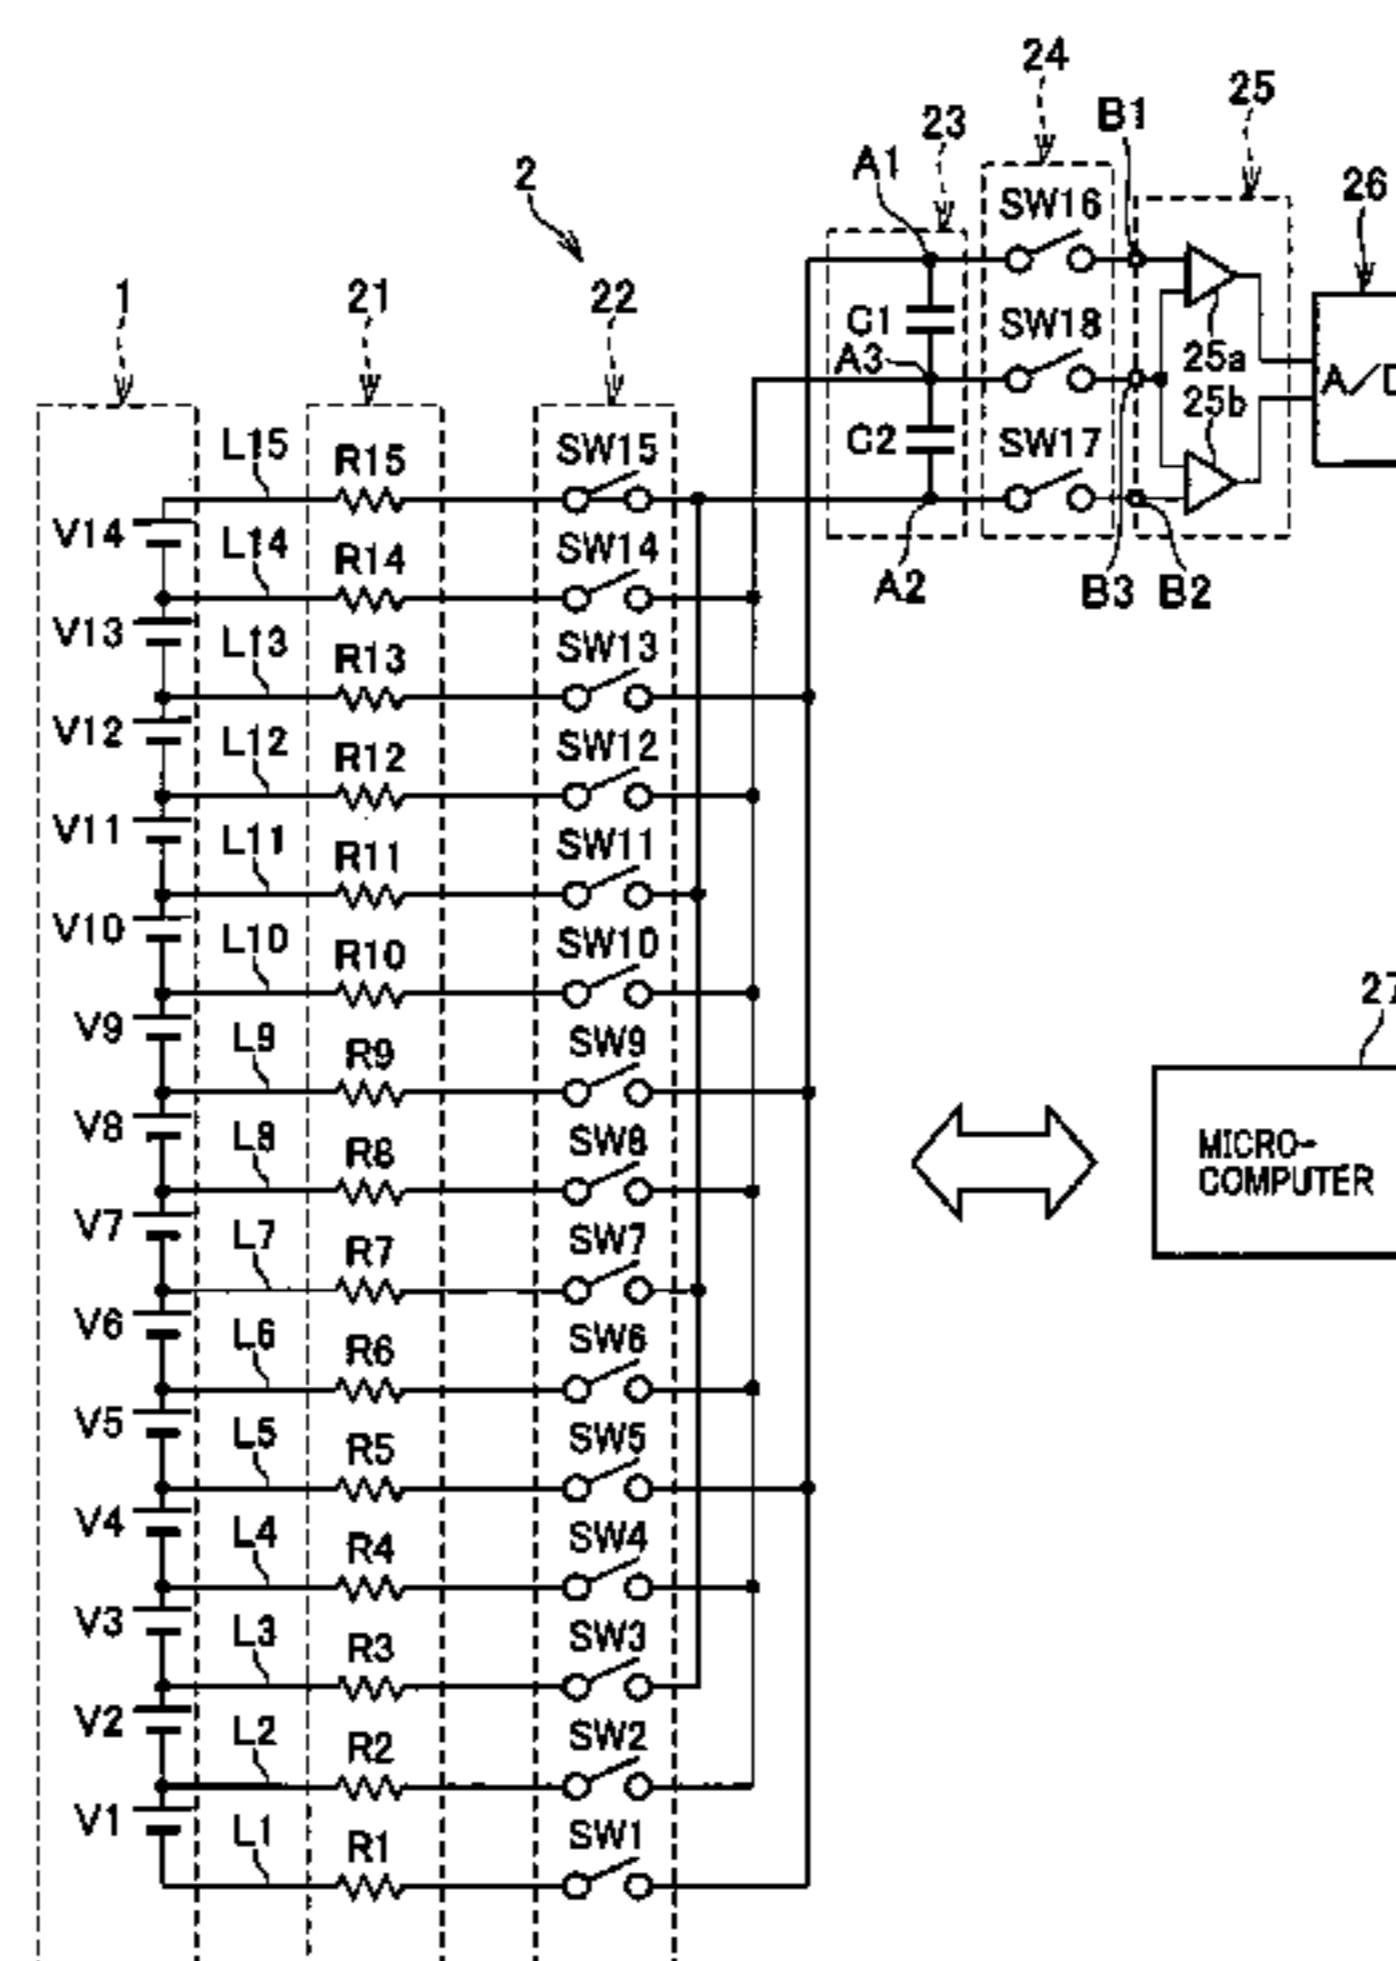 24
25
B1
23
A1
2
SW16
26
1
21
22
C1
SW18
A3
25a
25b
A/D
C2
SW17
L15
R15
SW15
V14
L14
R14
SW14
A2
B3
B2
V13
L13
R13
SW13
V12
L12
R12
SW12
V11
L11
R11
SW11
V10
L10
R10
SW10
27
V9
L9
R9
SW9
V8
L8
R8
SW8
MICRO-
COMPUTER
V7
L7
R7
SW7
V6
L6
R6
SW6
V5
L5
R5
SW5
V4
L4
R4
SW4
V3
L3
R3
SW3
V2
L2
R2
SW2
V1
L1
R1
SW1